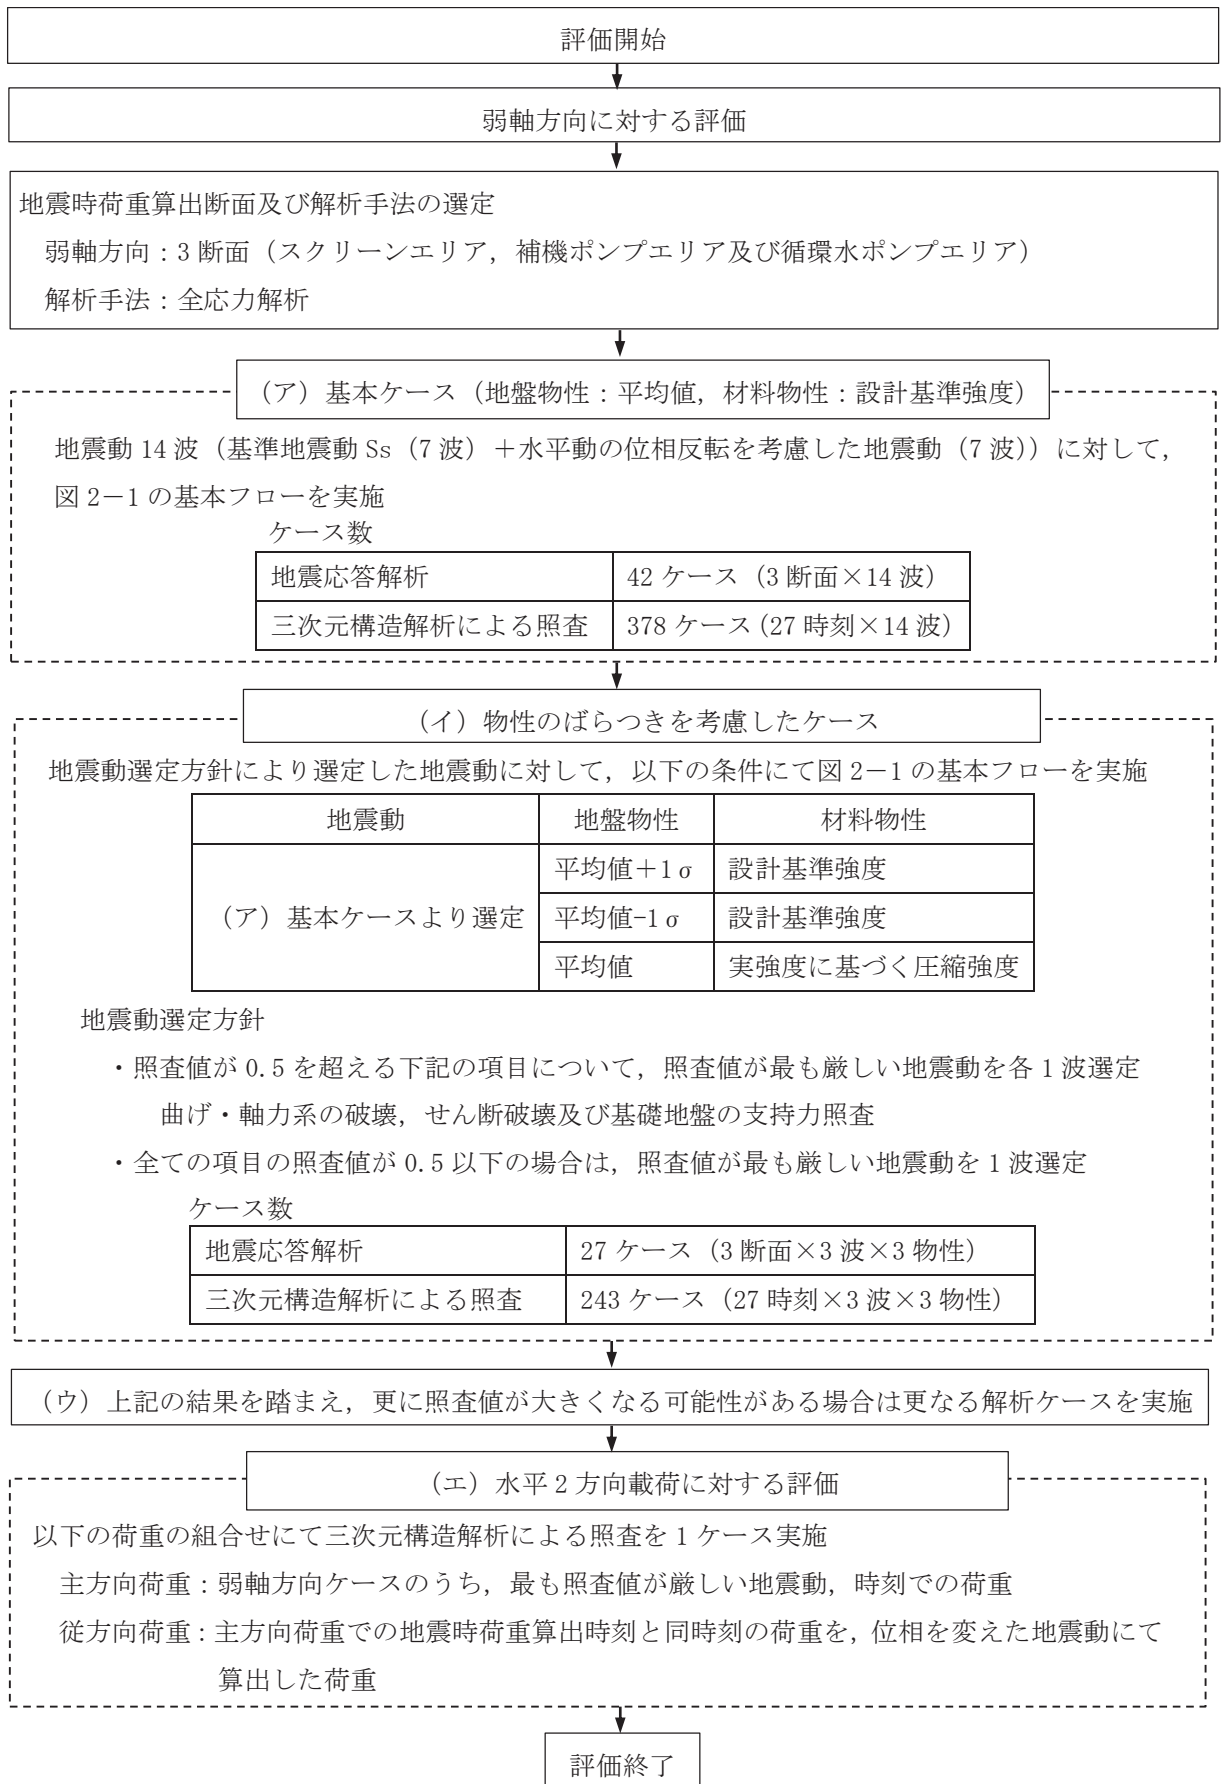 評価開始
弱軸方向に対する評価
地震時荷重算出断面及び解析手法の選定
弱軸方向：3 断面（スクリーンエリア，補機ポンプエリア及び循環水ポンプエリア）
解析手法：全応力解析
（ア）基本ケース（地盤物性：平均値，材料物性：設計基準強度）
地震動 14 波（基準地震動 Ss（7 波）＋水平動の位相反転を考慮した地震動（7 波））に対して，
図 2－1 の基本フローを実施
ケース数
地震応答解析 42 ケース（3 断面×14 波）
三次元構造解析による照査 378 ケース（27 時刻×14 波）
（イ）物性のばらつきを考慮したケース
地震動選定方針により選定した地震動に対して，以下の条件にて図 2－1 の基本フローを実施
地震動 地盤物性 材料物性
平均値＋1σ 設計基準強度
（ア）基本ケースより選定 平均値-1σ 設計基準強度
平均値 実強度に基づく圧縮強度
地震動選定方針
・照査値が 0.5 を超える下記の項目について，照査値が最も厳しい地震動を各 1 波選定
曲げ・軸力系の破壊，せん断破壊及び基礎地盤の支持力照査
・全ての項目の照査値が 0.5 以下の場合は，照査値が最も厳しい地震動を 1 波選定
ケース数
地震応答解析 27 ケース（3 断面×3 波×3 物性）
三次元構造解析による照査 243 ケース（27 時刻×3 波×3 物性）
（ウ）上記の結果を踏まえ，更に照査値が大きくなる可能性がある場合は更なる解析ケースを実施
（エ）水平 2 方向載荷に対する評価
以下の荷重の組合せにて三次元構造解析による照査を 1 ケース実施
主方向荷重：弱軸方向ケースのうち，最も照査値が厳しい地震動，時刻での荷重
従方向荷重：主方向荷重での地震時荷重算出時刻と同時刻の荷重を，位相を変えた地震動にて
算出した荷重
評価終了